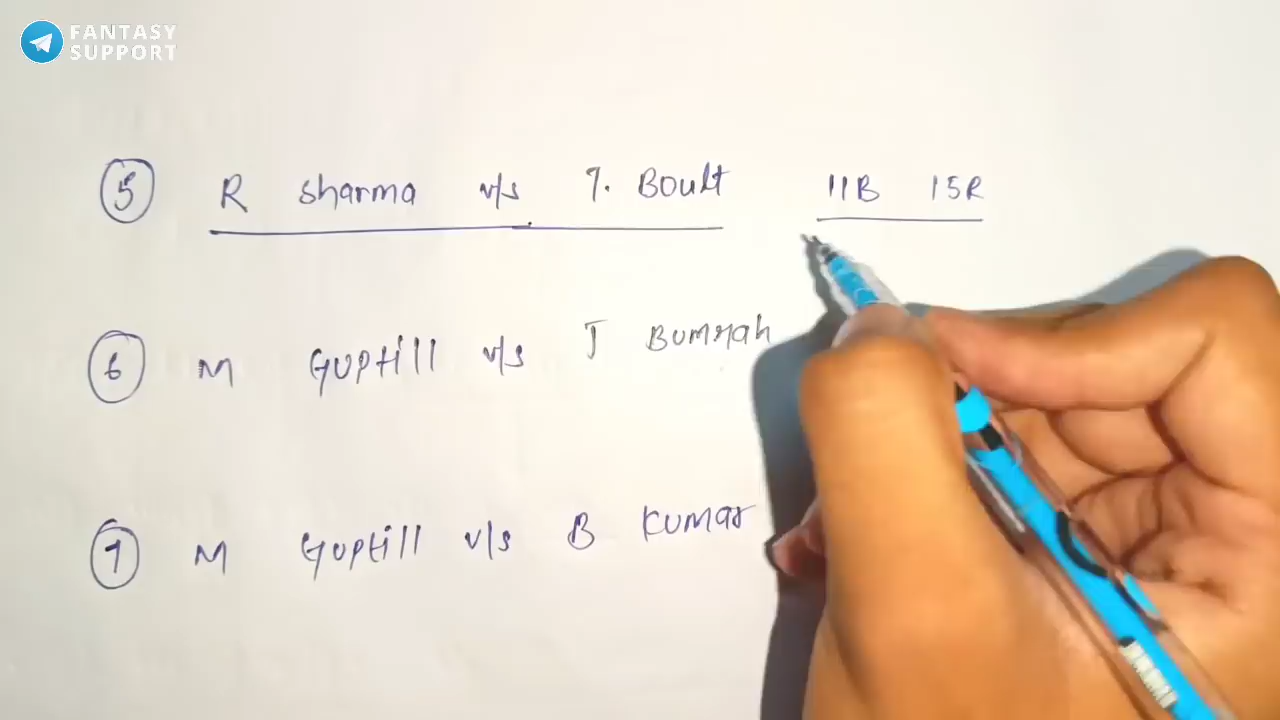 FANTASY
SUPPORT
5 R Sharma v/s T. Boult 11B 15R
6 M Guptill v/s J Bumrah
7 M Guptill v/s B Kumar